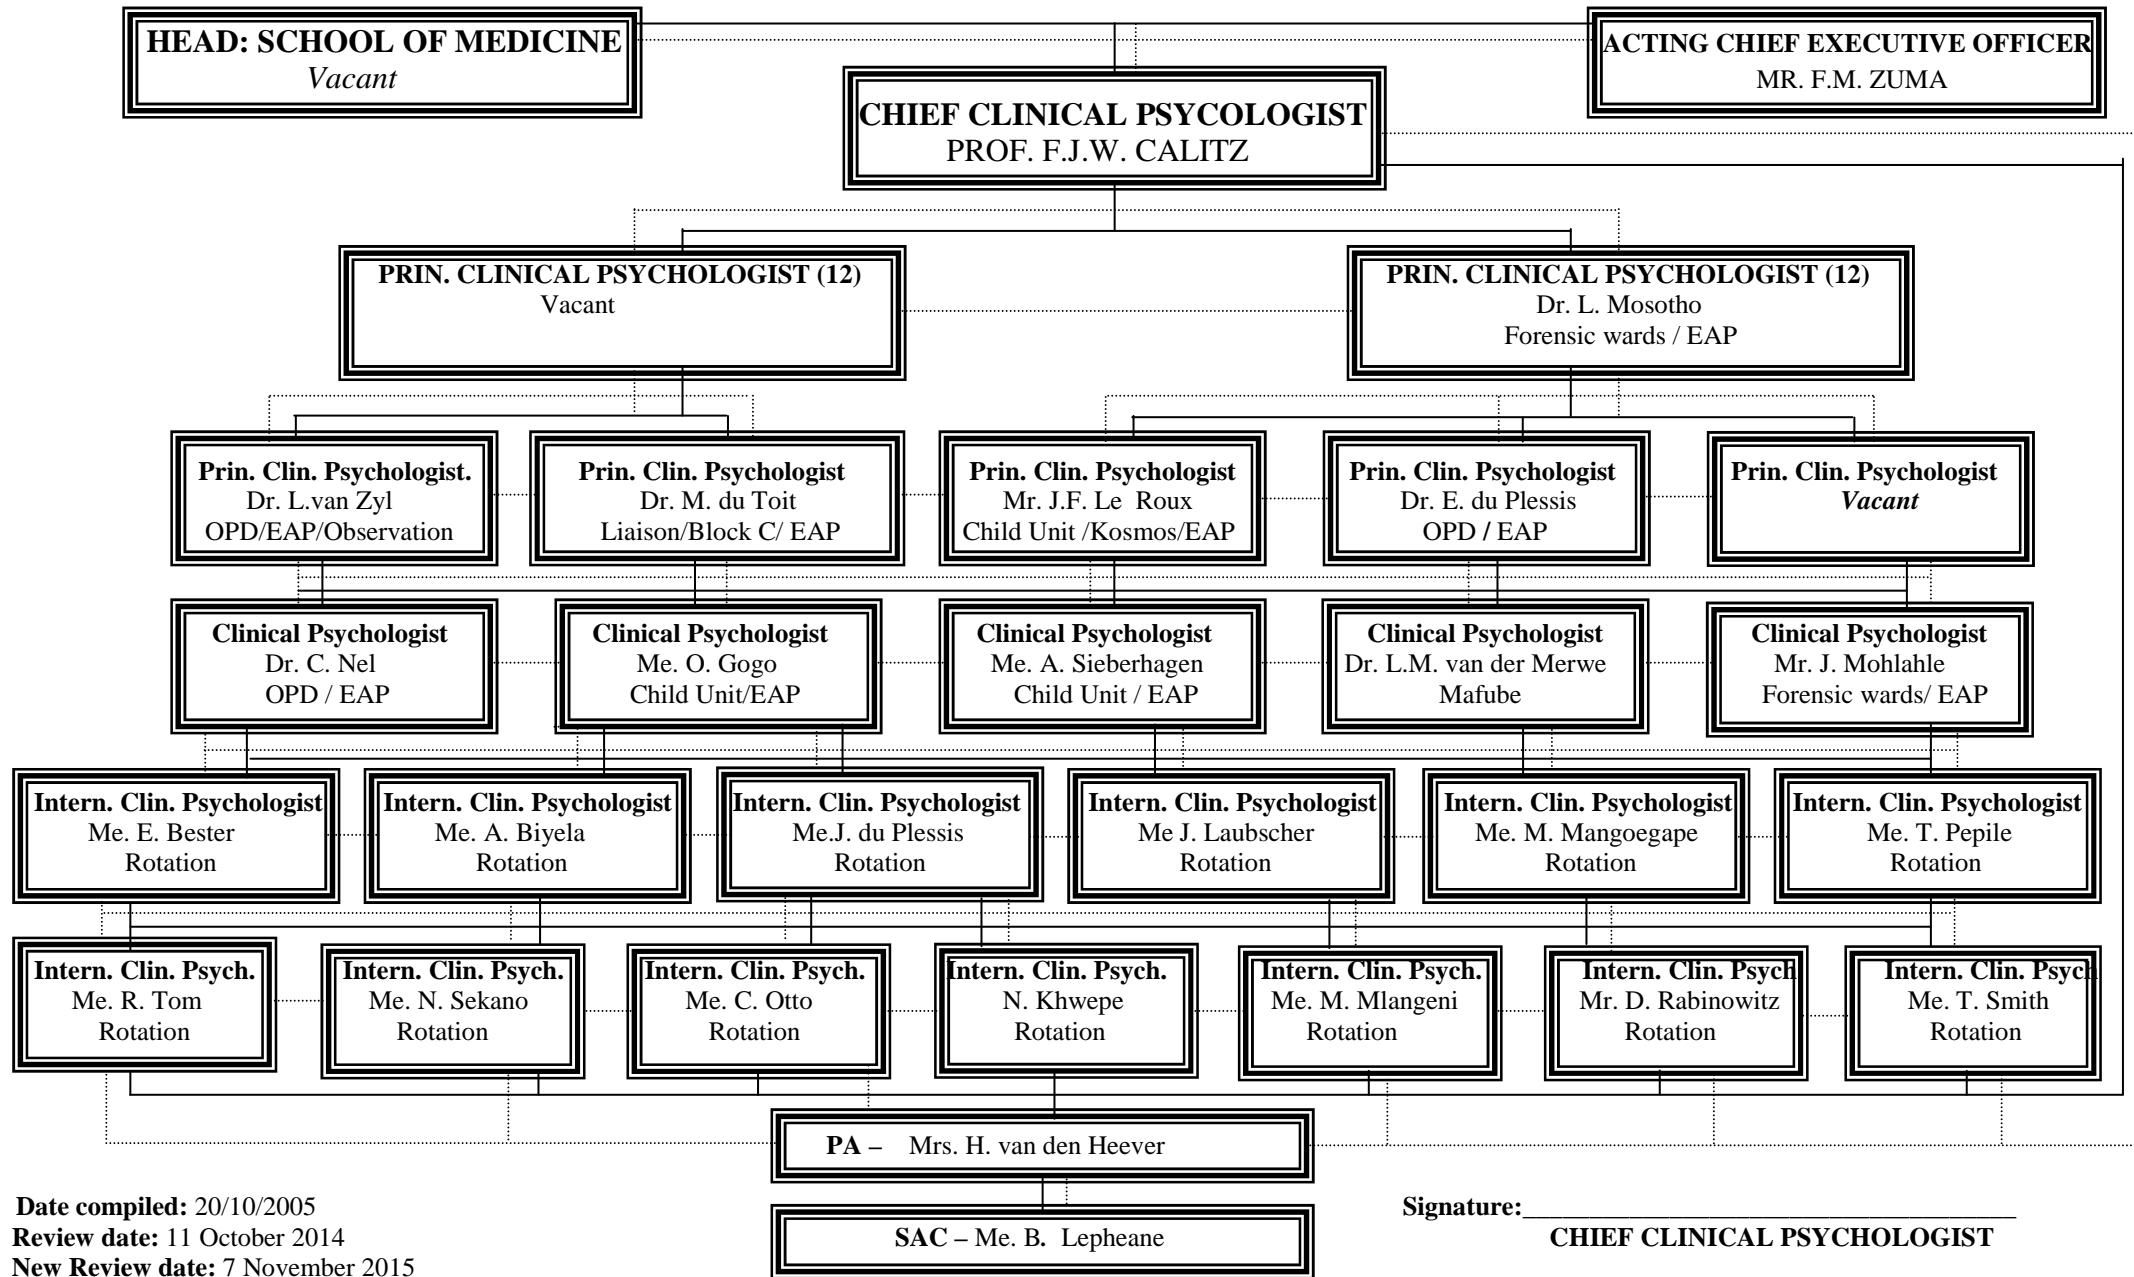 HEAD: SCHOOL OF MEDICINE
Vacant
ACTING CHIEF EXECUTIVE OFFICER
MR. F.M. ZUMA
CHIEF CLINICAL PSYCOLOGIST
PROF. F.J.W. CALITZ
PRIN. CLINICAL PSYCHOLOGIST (12)
Vacant
PRIN. CLINICAL PSYCHOLOGIST (12)
Dr. L. Mosotho
Forensic wards / EAP
Prin. Clin. Psychologist.
Dr. L.van Zyl
OPD/EAP/Observation
Prin. Clin. Psychologist
Dr. M. du Toit
Liaison/Block C/ EAP
Prin. Clin. Psychologist
Mr. J.F. Le Roux
Child Unit /Kosmos/EAP
Prin. Clin. Psychologist
Dr. E. du Plessis
OPD / EAP
Prin. Clin. Psychologist
Vacant
Clinical Psychologist
Dr. C. Nel
OPD / EAP
Clinical Psychologist
Me. O. Gogo
Child Unit/EAP
Clinical Psychologist
Me. A. Sieberhagen
Child Unit / EAP
Clinical Psychologist
Dr. L.M. van der Merwe
Mafube
Clinical Psychologist
Mr. J. Mohlahle
Forensic wards/ EAP
Intern. Clin. Psychologist
Me. E. Bester
Rotation
Intern. Clin. Psychologist
Me. A. Biyela
Rotation
Intern. Clin. Psychologist
Me.J. du Plessis
Rotation
Intern. Clin. Psychologist
Me J. Laubscher
Rotation
Intern. Clin. Psychologist
Me. M. Mangoegape
Rotation
Intern. Clin. Psychologist
Me. T. Pepile
Rotation
Intern. Clin. Psych.
Me. R. Tom
Rotation
Intern. Clin. Psych.
Me. N. Sekano
Rotation
Intern. Clin. Psych.
Me. C. Otto
Rotation
Intern. Clin. Psych.
N. Khwepe
Rotation
Intern. Clin. Psych.
Me. M. Mlangeni
Rotation
Intern. Clin. Psych
Mr. D. Rabinowitz
Rotation
Intern. Clin. Psych
Me. T. Smith
Rotation
PA – Mrs. H. van den Heever
SAC – Me. B. Lepheane
Date compiled: 20/10/2005
Review date: 11 October 2014
New Review date: 7 November 2015
Signature:_____________________________________
CHIEF CLINICAL PSYCHOLOGIST